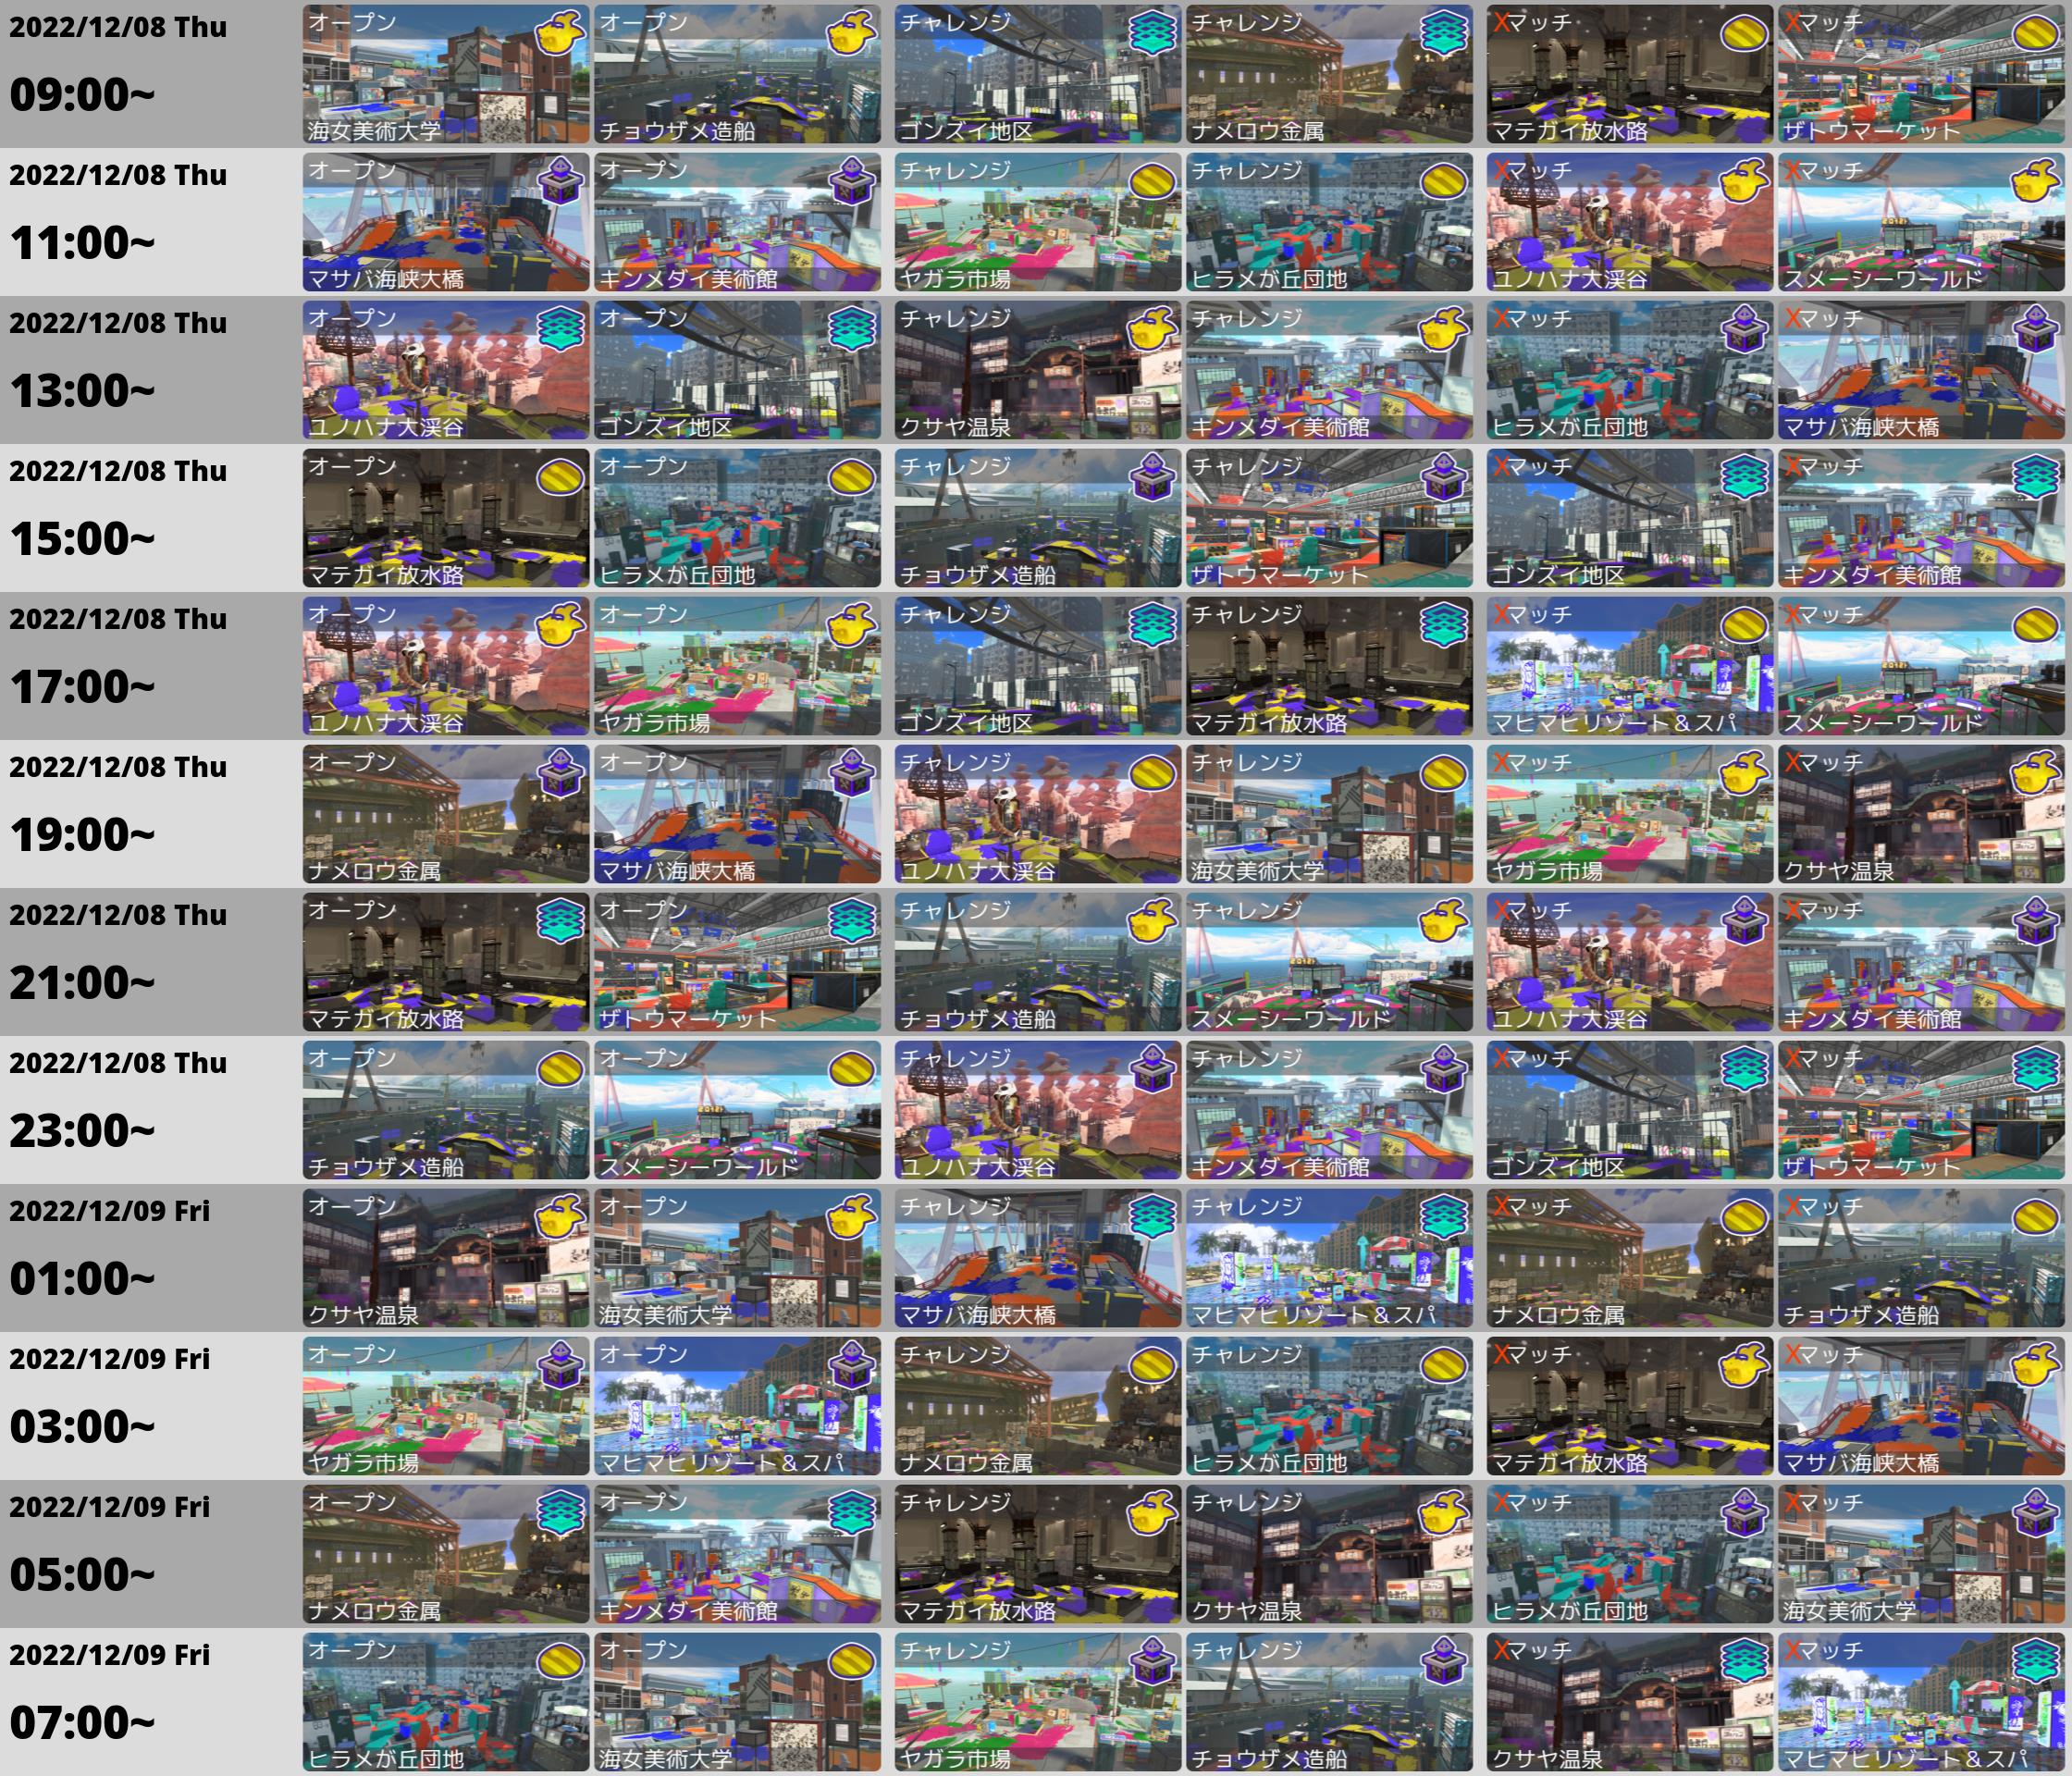 2022/12/08 Thu
09:00~
オープン オープン チャレンジ チャレンジ Xマッチ Xマッチ
海女美術大学 チョウザメ造船 ゴンズイ地区 ナメロウ金属 マテガイ放水路 ザトウマーケット
2022/12/08 Thu
11:00~
オープン オープン チャレンジ チャレンジ Xマッチ Xマッチ
マサバ海峡大橋 キンメダイ美術館 ヤガラ市場 ヒラメが丘団地 ユノハナ大渓谷 スメーシーワールド
2022/12/08 Thu
13:00~
オープン オープン チャレンジ チャレンジ Xマッチ Xマッチ
ユノハナ大渓谷 ゴンズイ地区 クサヤ温泉 キンメダイ美術館 ヒラメが丘団地 マサバ海峡大橋
2022/12/08 Thu
15:00~
オープン オープン チャレンジ チャレンジ Xマッチ Xマッチ
マテガイ放水路 ヒラメが丘団地 チョウザメ造船 ザトウマーケット ゴンズイ地区 キンメダイ美術館
2022/12/08 Thu
17:00~
オープン オープン チャレンジ チャレンジ Xマッチ Xマッチ
ユノハナ大渓谷 ヤガラ市場 ゴンズイ地区 マテガイ放水路 マヒマヒリゾート＆スパ スメーシーワールド
2022/12/08 Thu
19:00~
オープン オープン チャレンジ チャレンジ Xマッチ Xマッチ
ナメロウ金属 マサバ海峡大橋 ユノハナ大渓谷 海女美術大学 ヤガラ市場 クサヤ温泉
2022/12/08 Thu
21:00~
オープン オープン チャレンジ チャレンジ Xマッチ Xマッチ
マテガイ放水路 ザトウマーケット チョウザメ造船 スメーシーワールド ユノハナ大渓谷 キンメダイ美術館
2022/12/08 Thu
23:00~
オープン オープン チャレンジ チャレンジ Xマッチ Xマッチ
チョウザメ造船 スメーシーワールド ユノハナ大渓谷 キンメダイ美術館 ゴンズイ地区 ザトウマーケット
2022/12/09 Fri
01:00~
オープン オープン チャレンジ チャレンジ Xマッチ Xマッチ
クサヤ温泉 海女美術大学 マサバ海峡大橋 マヒマヒリゾート＆スパ ナメロウ金属 チョウザメ造船
2022/12/09 Fri
03:00~
オープン オープン チャレンジ チャレンジ Xマッチ Xマッチ
ヤガラ市場 マヒマヒリゾート＆スパ ナメロウ金属 ヒラメが丘団地 マテガイ放水路 マサバ海峡大橋
2022/12/09 Fri
05:00~
オープン オープン チャレンジ チャレンジ Xマッチ Xマッチ
ナメロウ金属 キンメダイ美術館 マテガイ放水路 クサヤ温泉 ヒラメが丘団地 海女美術大学
2022/12/09 Fri
07:00~
オープン オープン チャレンジ チャレンジ Xマッチ Xマッチ
ヒラメが丘団地 海女美術大学 ヤガラ市場 チョウザメ造船 クサヤ温泉 マヒマヒリゾート＆スパ